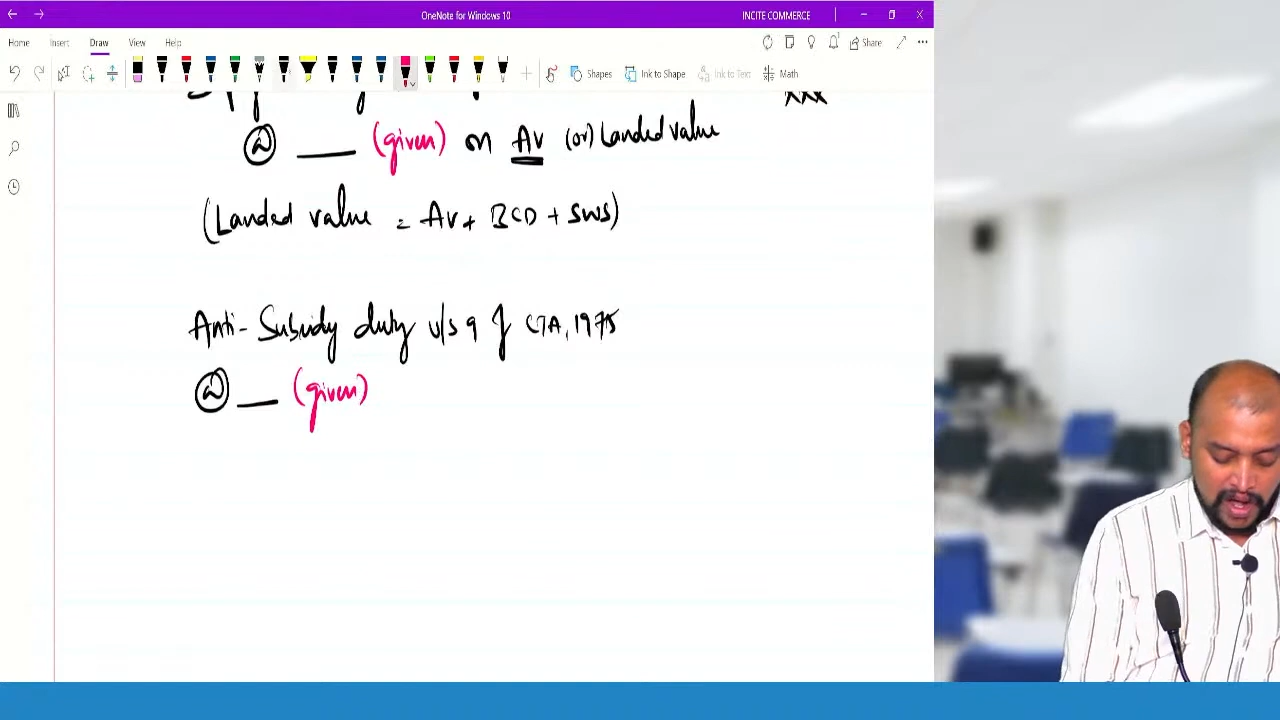 OneNote for Windows 10
INCITE COMMERCE
Home Insert Draw View Help
Share
Shapes Ink to Shape Ink to Text Math
xxx
@ ___ (given) on AV (or) Landed value
(Landed value = AV + BCD + SWS)
Anti-Subsidy duty u/s 9 of CTA, 1975
@ __ (given)